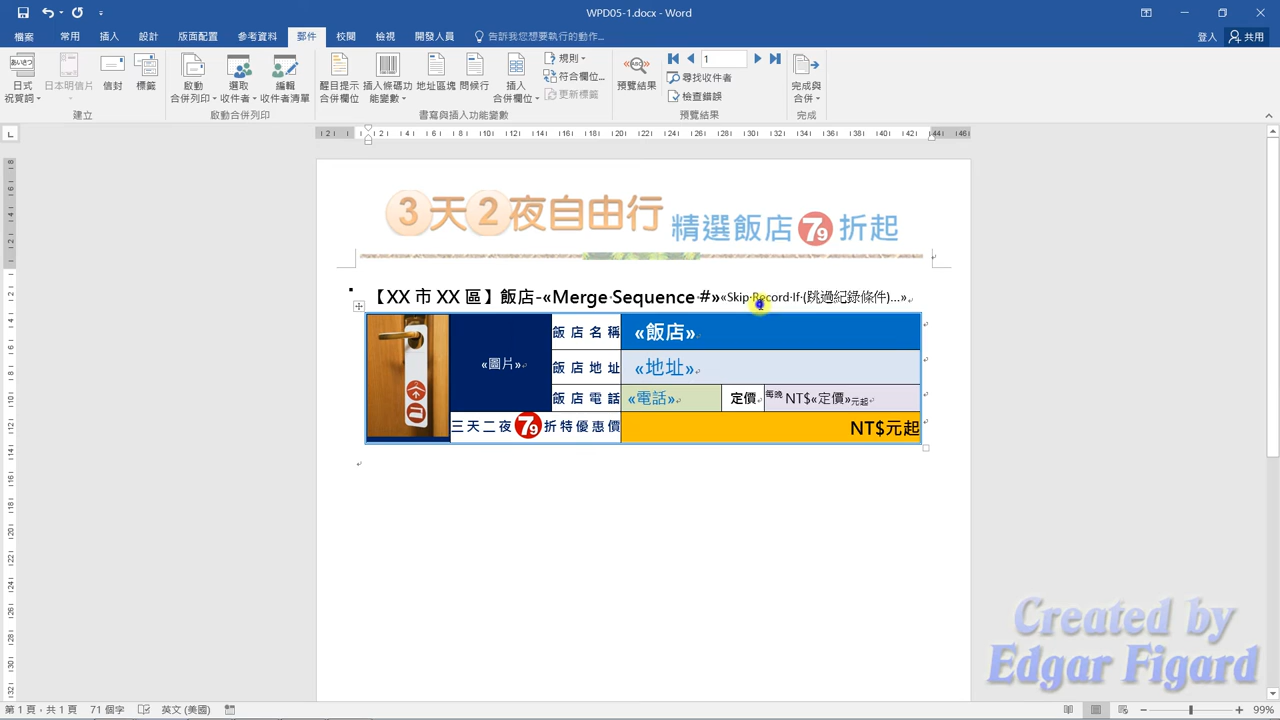 WPD05-1.docx - Word
檔案 常用 插入 設計 版面配置 參考資料 郵件 校閱 檢視 開發人員 告訴我您想要執行的動作... 登入 共用
日式祝賀詞 日本明信片 信封 標籤 啟動合併列印 選取收件者 編輯收件者清單 醒目提示合併欄位 插入條碼功能變數 地址區塊 問候行 插入合併欄位 規則 符合欄位... 更新標籤 預覽結果 1 尋找收件者 檢查錯誤 完成與合併
建立 啟動合併列印 書寫與插入功能變數 預覽結果 完成
3天2夜自由行 精選飯店79折起
【XX 市 XX 區】飯店-«Merge Sequence #»«Skip Record If (跳過紀錄條件)...»
飯店名稱 «飯店»
«圖片»
飯店地址 «地址»
飯店電話 «電話» 定價 每晚 NT$«定價»元起
三天二夜79折特優惠價 NT$元起
Created by
Edgar Figard
第 1 頁，共 1 頁 71 個字 英文 (美國) 99%